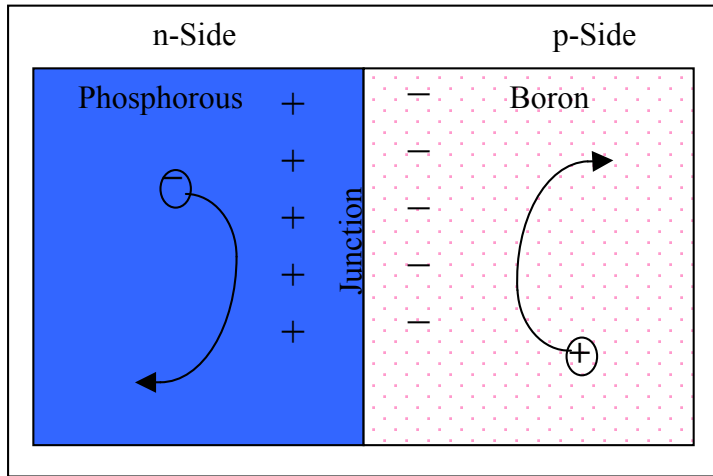 n-Side p-Side
Phosphorous Boron
+ −
− + −
+ −
+ −
+ −
+
Junction